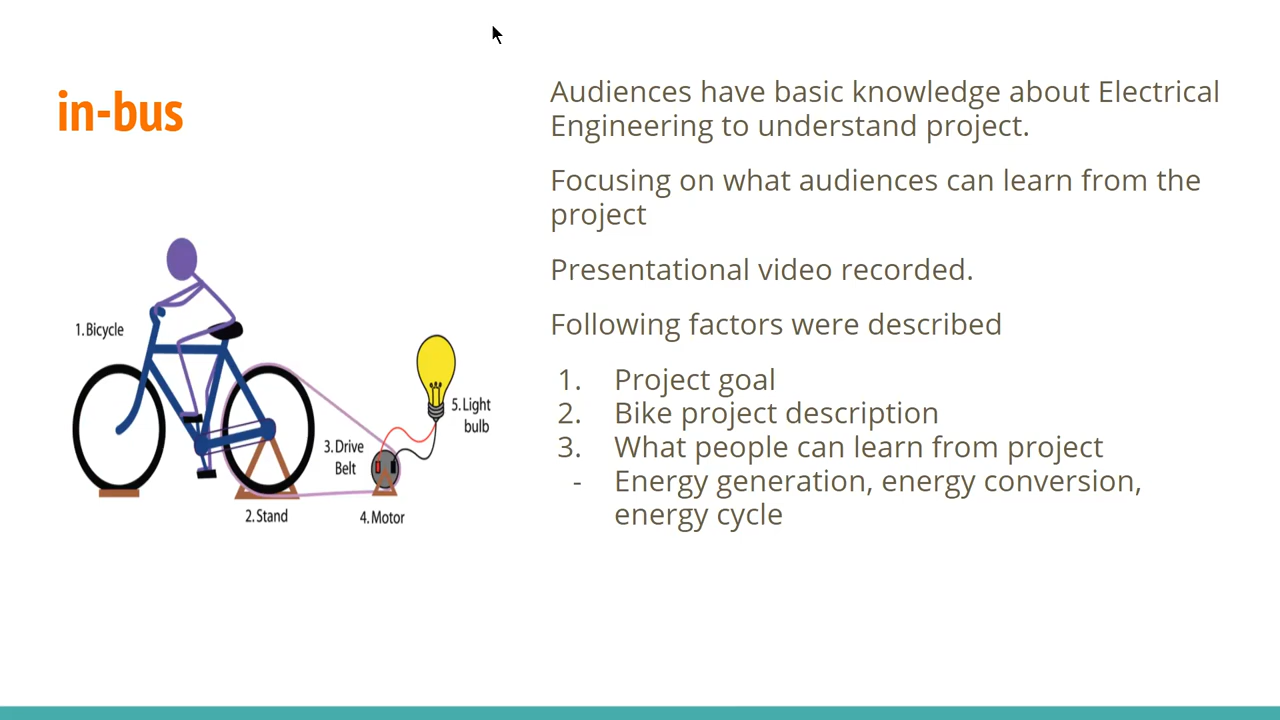 in-bus
Audiences have basic knowledge about Electrical
Engineering to understand project.
Focusing on what audiences can learn from the
project
Presentational video recorded.
Following factors were described
1. Project goal
2. Bike project description
3. What people can learn from project
- Energy generation, energy conversion,
energy cycle
1. Bicycle
5. Light
bulb
3. Drive
Belt
2. Stand
4. Motor